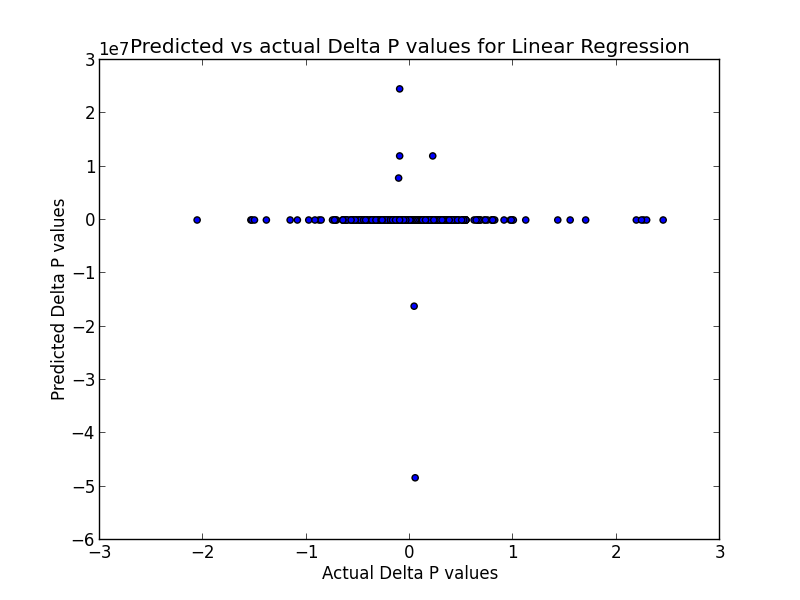 1e7 Predicted vs actual Delta P values for Linear Regression
3
2
1
0
−1
−2
−3
−4
−5
−6
Predicted Delta P values
−3 −2 −1 0 1 2 3
Actual Delta P values